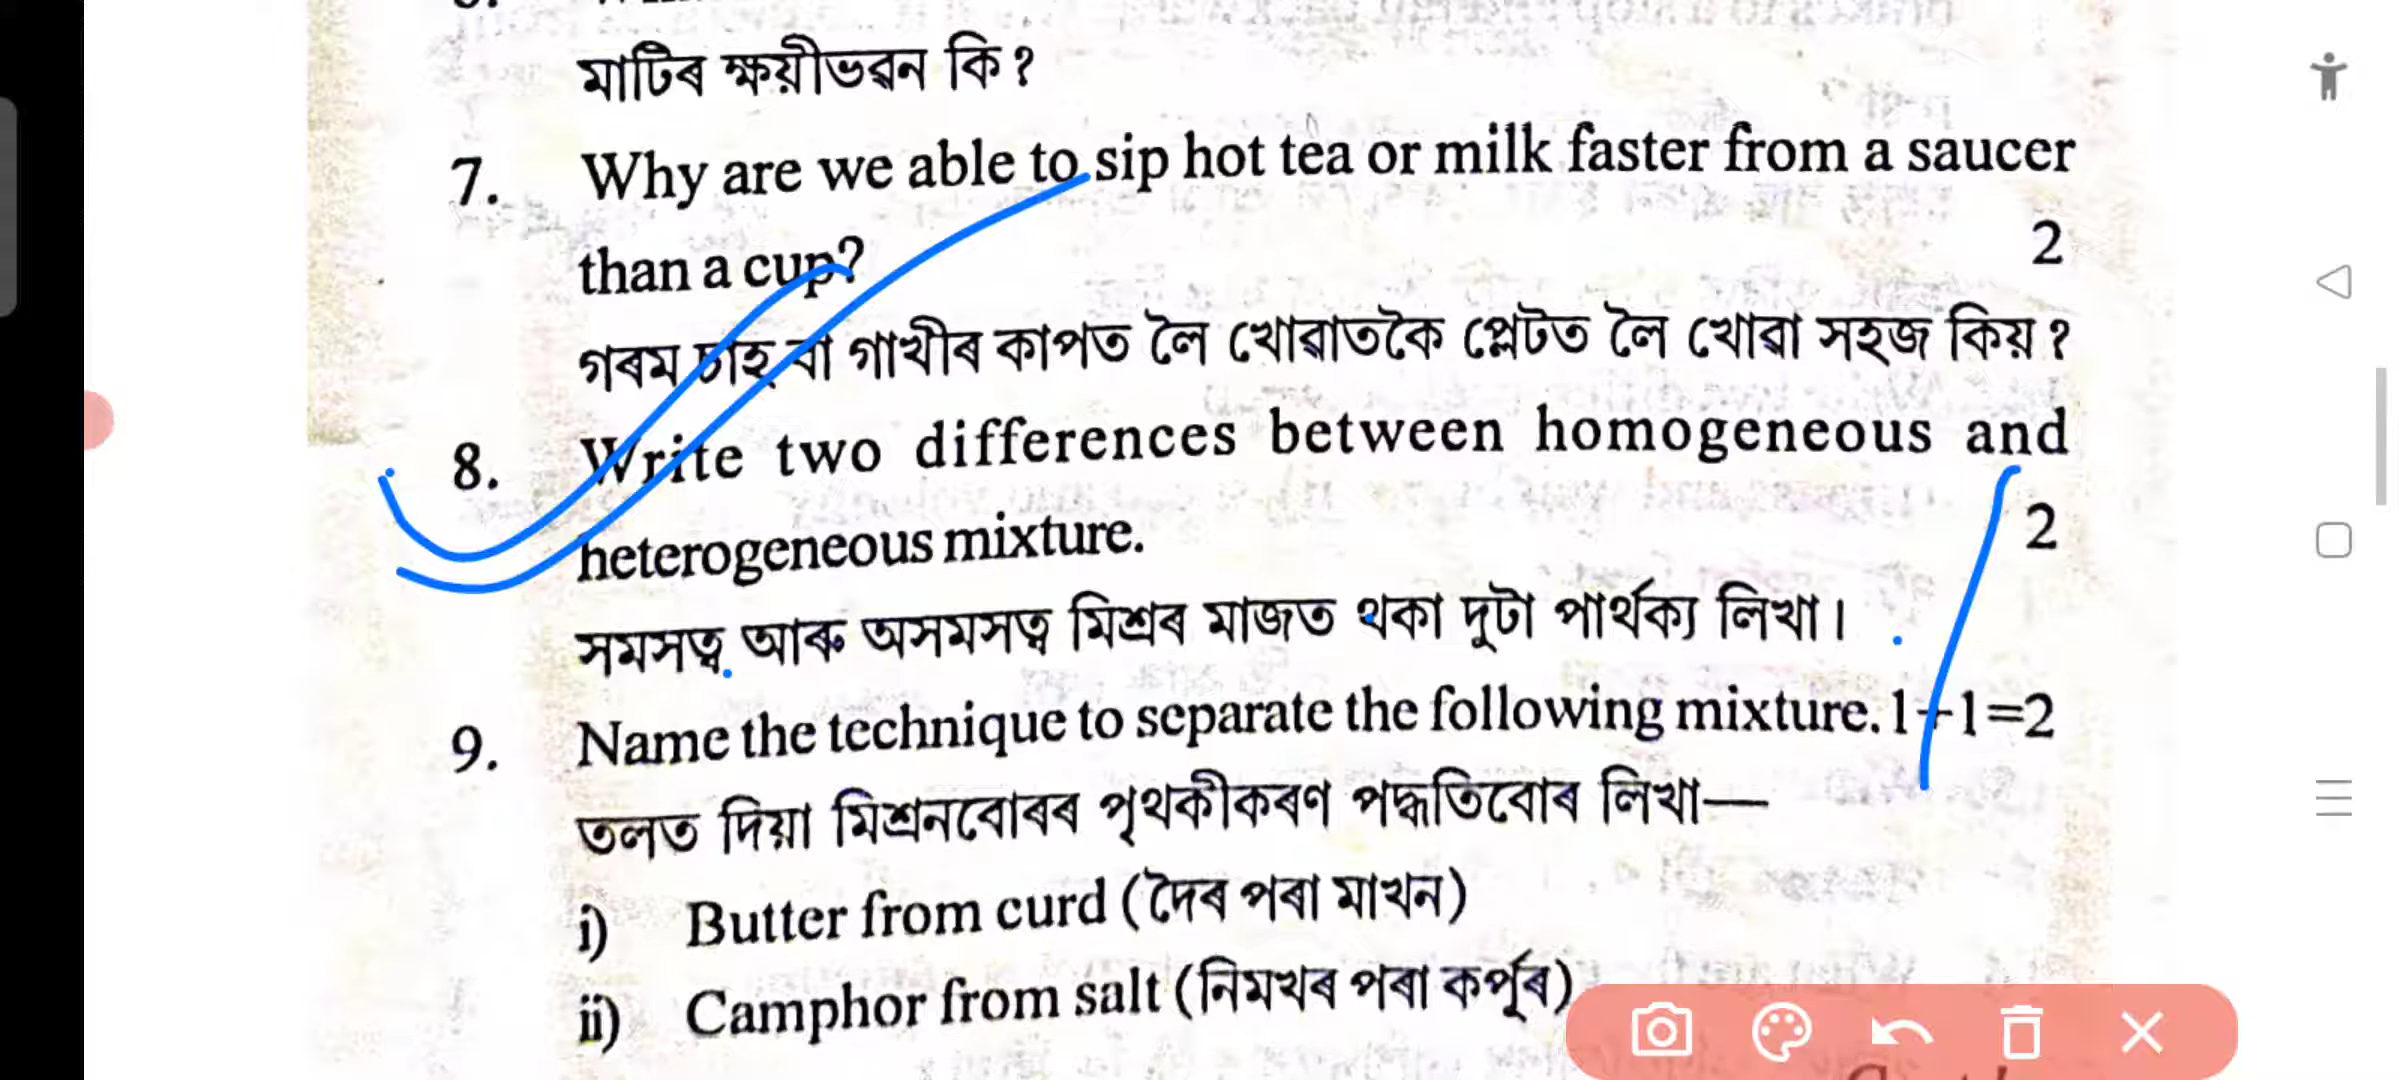 মাটিৰ ক্ষয়ীভৱন কি ?
7. Why are we able to sip hot tea or milk faster from a saucer
than a cup? 2
গৰম চাহ বা গাখীৰ কাপত লৈ খোৱাতকৈ প্লেটত লৈ খোৱা সহজ কিয় ?
8. Write two differences between homogeneous and
heterogeneous mixture. 2
সমসত্ব আৰু অসমসত্ব মিশ্ৰৰ মাজত থকা দুটা পাৰ্থক্য লিখা।
9. Name the technique to separate the following mixture. 1+1=2
তলত দিয়া মিশ্ৰনবোৰৰ পৃথকীকৰণ পদ্ধতিবোৰ লিখা—
i) Butter from curd (দৈৰ পৰা মাখন)
ii) Camphor from salt (নিমখৰ পৰা কৰ্পূৰ)